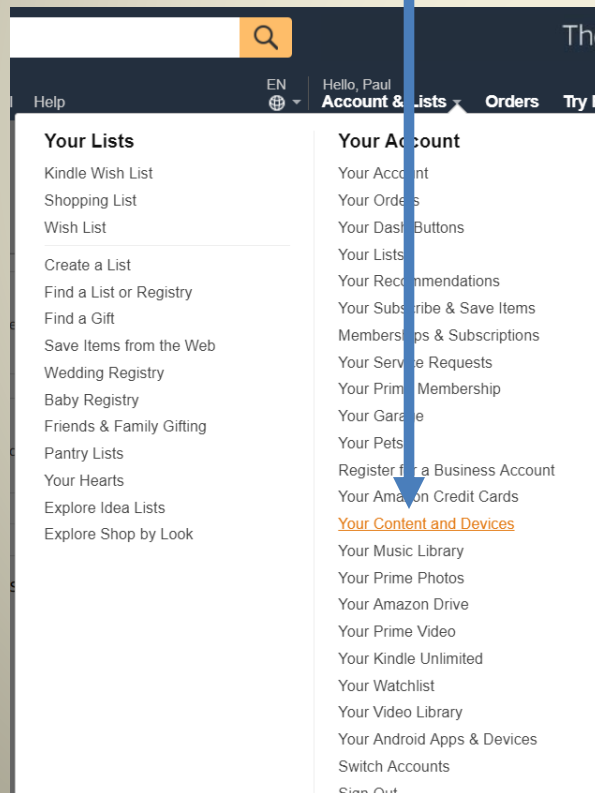 The
EN
Hello, Paul
Help
Account & Lists
Orders
Try
Your Lists
Kindle Wish List
Shopping List
Wish List
Create a List
Find a List or Registry
Find a Gift
Save Items from the Web
Wedding Registry
Baby Registry
Friends & Family Gifting
Pantry Lists
Your Hearts
Explore Idea Lists
Explore Shop by Look
Your Account
Your Account
Your Orders
Your Dash Buttons
Your Lists
Your Recommendations
Your Subscribe & Save Items
Memberships & Subscriptions
Your Service Requests
Your Prime Membership
Your Garage
Your Pets
Register for a Business Account
Your Amazon Credit Cards
Your Content and Devices
Your Music Library
Your Prime Photos
Your Amazon Drive
Your Prime Video
Your Kindle Unlimited
Your Watchlist
Your Video Library
Your Android Apps & Devices
Switch Accounts
Sign Out